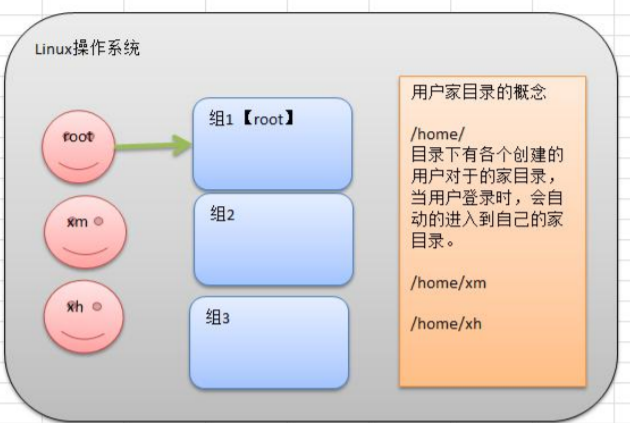 Linux操作系统
root
xm
xh
组1【root】
组2
组3
用户家目录的概念
/home/
目录下有各个创建的
用户对于的家目录，
当用户登录时，会自
动的进入到自己的家
目录。
/home/xm
/home/xh